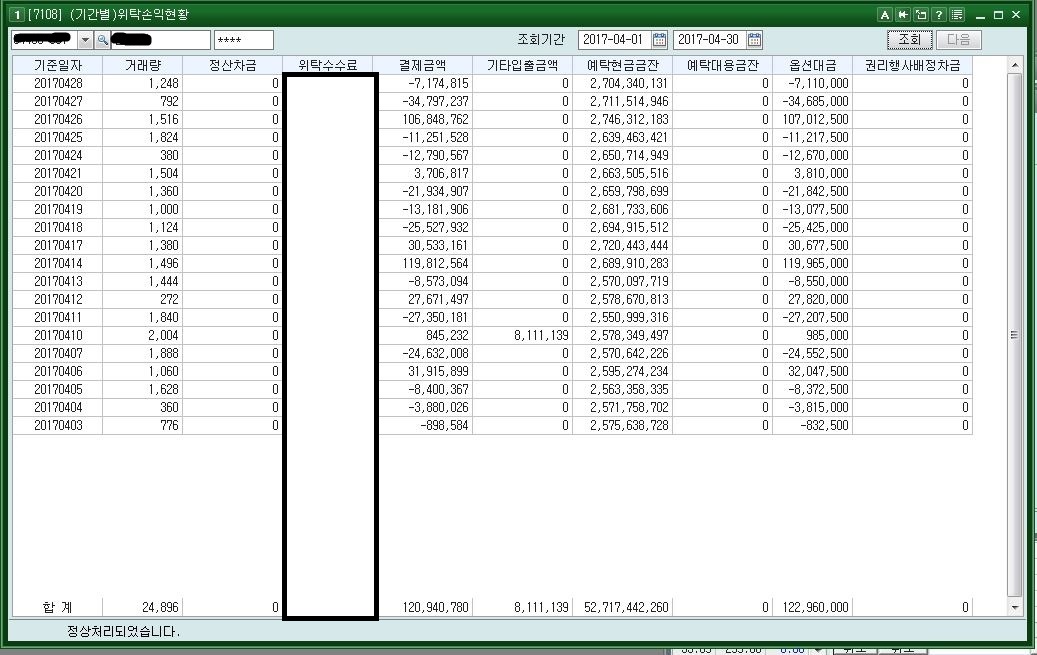 1 [7108] (기간별)위탁손익현황 A ?
**** 조회기간 2017-04-01 2017-04-30 조회 다음
기준일자 거래량 정산차금 위탁수수료 결제금액 기타입출금액 예탁현금금잔 예탁대용금잔 옵션대금 권리행사배정차금
20170428 1,248 0 -7,174,815 0 2,704,340,131 0 -7,110,000 0
20170427 792 0 -34,797,237 0 2,711,514,946 0 -34,685,000 0
20170426 1,516 0 106,848,762 0 2,746,312,183 0 107,012,500 0
20170425 1,824 0 -11,251,528 0 2,639,463,421 0 -11,217,500 0
20170424 380 0 -12,790,567 0 2,650,714,949 0 -12,670,000 0
20170421 1,504 0 3,706,817 0 2,663,505,516 0 3,810,000 0
20170420 1,360 0 -21,934,907 0 2,659,798,699 0 -21,842,500 0
20170419 1,000 0 -13,181,906 0 2,681,733,606 0 -13,077,500 0
20170418 1,124 0 -25,527,932 0 2,694,915,512 0 -25,425,000 0
20170417 1,380 0 30,533,161 0 2,720,443,444 0 30,677,500 0
20170414 1,496 0 119,812,564 0 2,689,910,283 0 119,965,000 0
20170413 1,444 0 -8,573,094 0 2,570,097,719 0 -8,550,000 0
20170412 272 0 27,671,497 0 2,578,670,813 0 27,820,000 0
20170411 1,840 0 -27,350,181 0 2,550,999,316 0 -27,207,500 0
20170410 2,004 0 845,232 8,111,139 2,578,349,497 0 985,000 0
20170407 1,888 0 -24,632,008 0 2,570,642,226 0 -24,552,500 0
20170406 1,060 0 31,915,899 0 2,595,274,234 0 32,047,500 0
20170405 1,628 0 -8,400,367 0 2,563,358,335 0 -8,372,500 0
20170404 360 0 -3,880,026 0 2,571,758,702 0 -3,815,000 0
20170403 776 0 -898,584 0 2,575,638,728 0 -832,500 0
합 계 24,896 0 120,940,780 8,111,139 52,717,442,260 0 122,960,000 0
정상처리되었습니다.